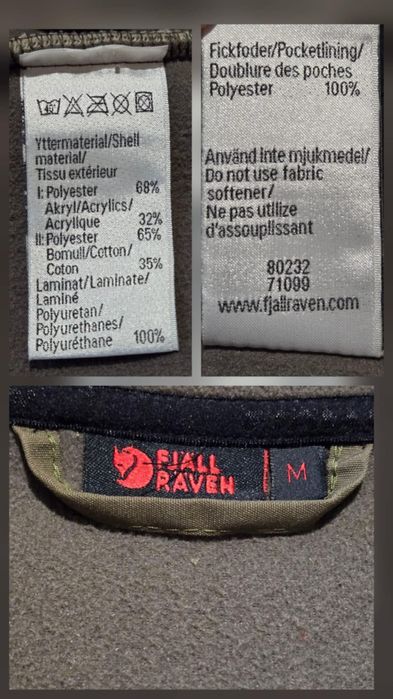 Yttermaterial/Shell
material/
Tissu extérieur
I: Polyester 68%
Akryl/Acrylics/
Acrylique 32%
II: Polyester 65%
Bomull/Cotton/
Coton 35%
Laminat/Laminate/
Laminé
Polyuretan/
Polyurethanes/
Polyuréthane 100%
Fickfoder/Pocketlining/
Doublure des poches
Polyester 100%
Använd inte mjukmedel/
Do not use fabric
softener/
Ne pas utilize
d'assouplissant
80232
71099
www.fjallraven.com
FJÄLL
RÄVEN
M